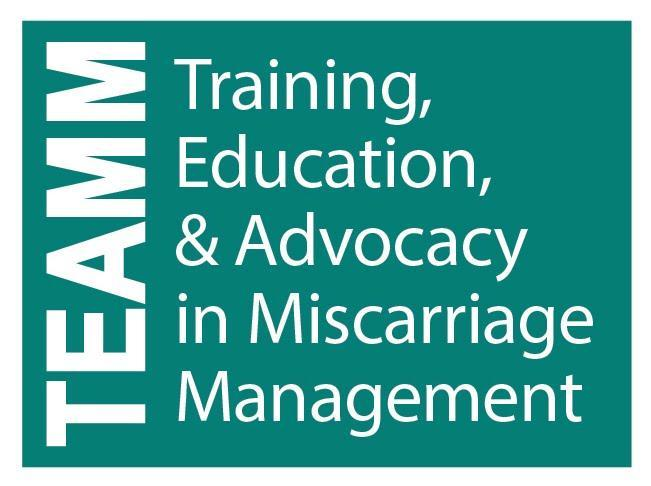 TEAMM
Training,
Education,
& Advocacy
in Miscarriage
Management